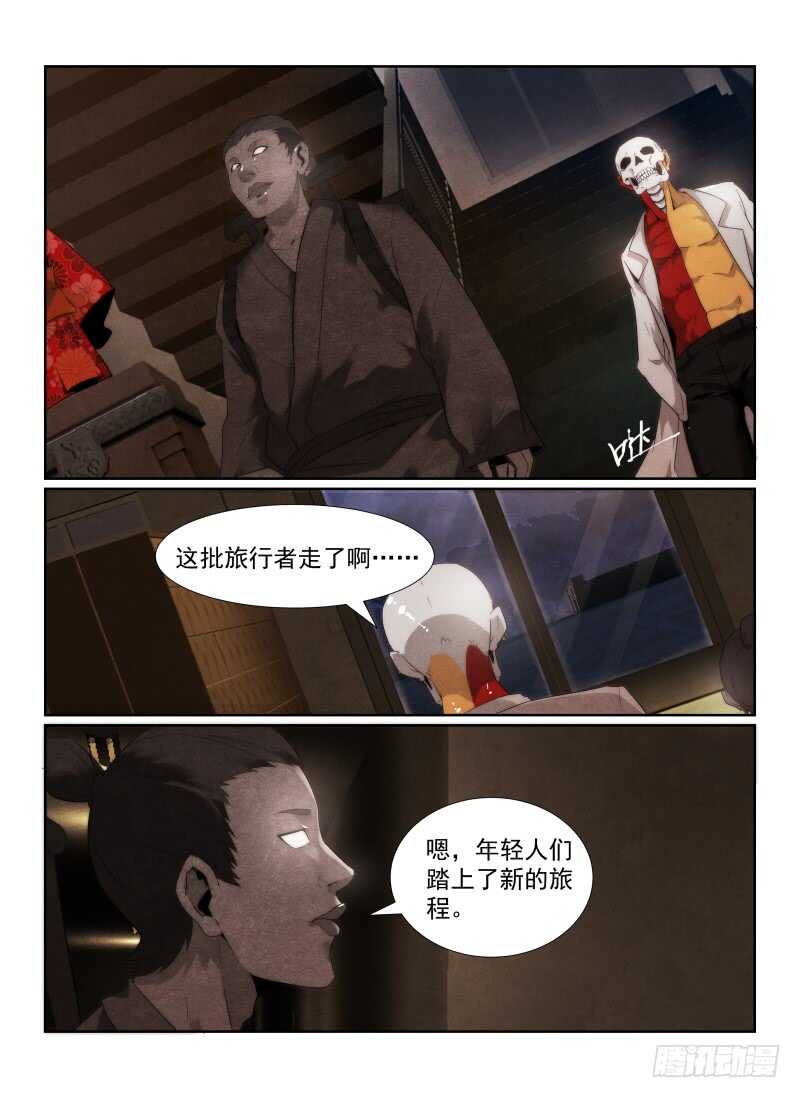 哒
这批旅行者走了啊……
嗯，年轻人们
踏上了新的旅
程。
腾讯动漫